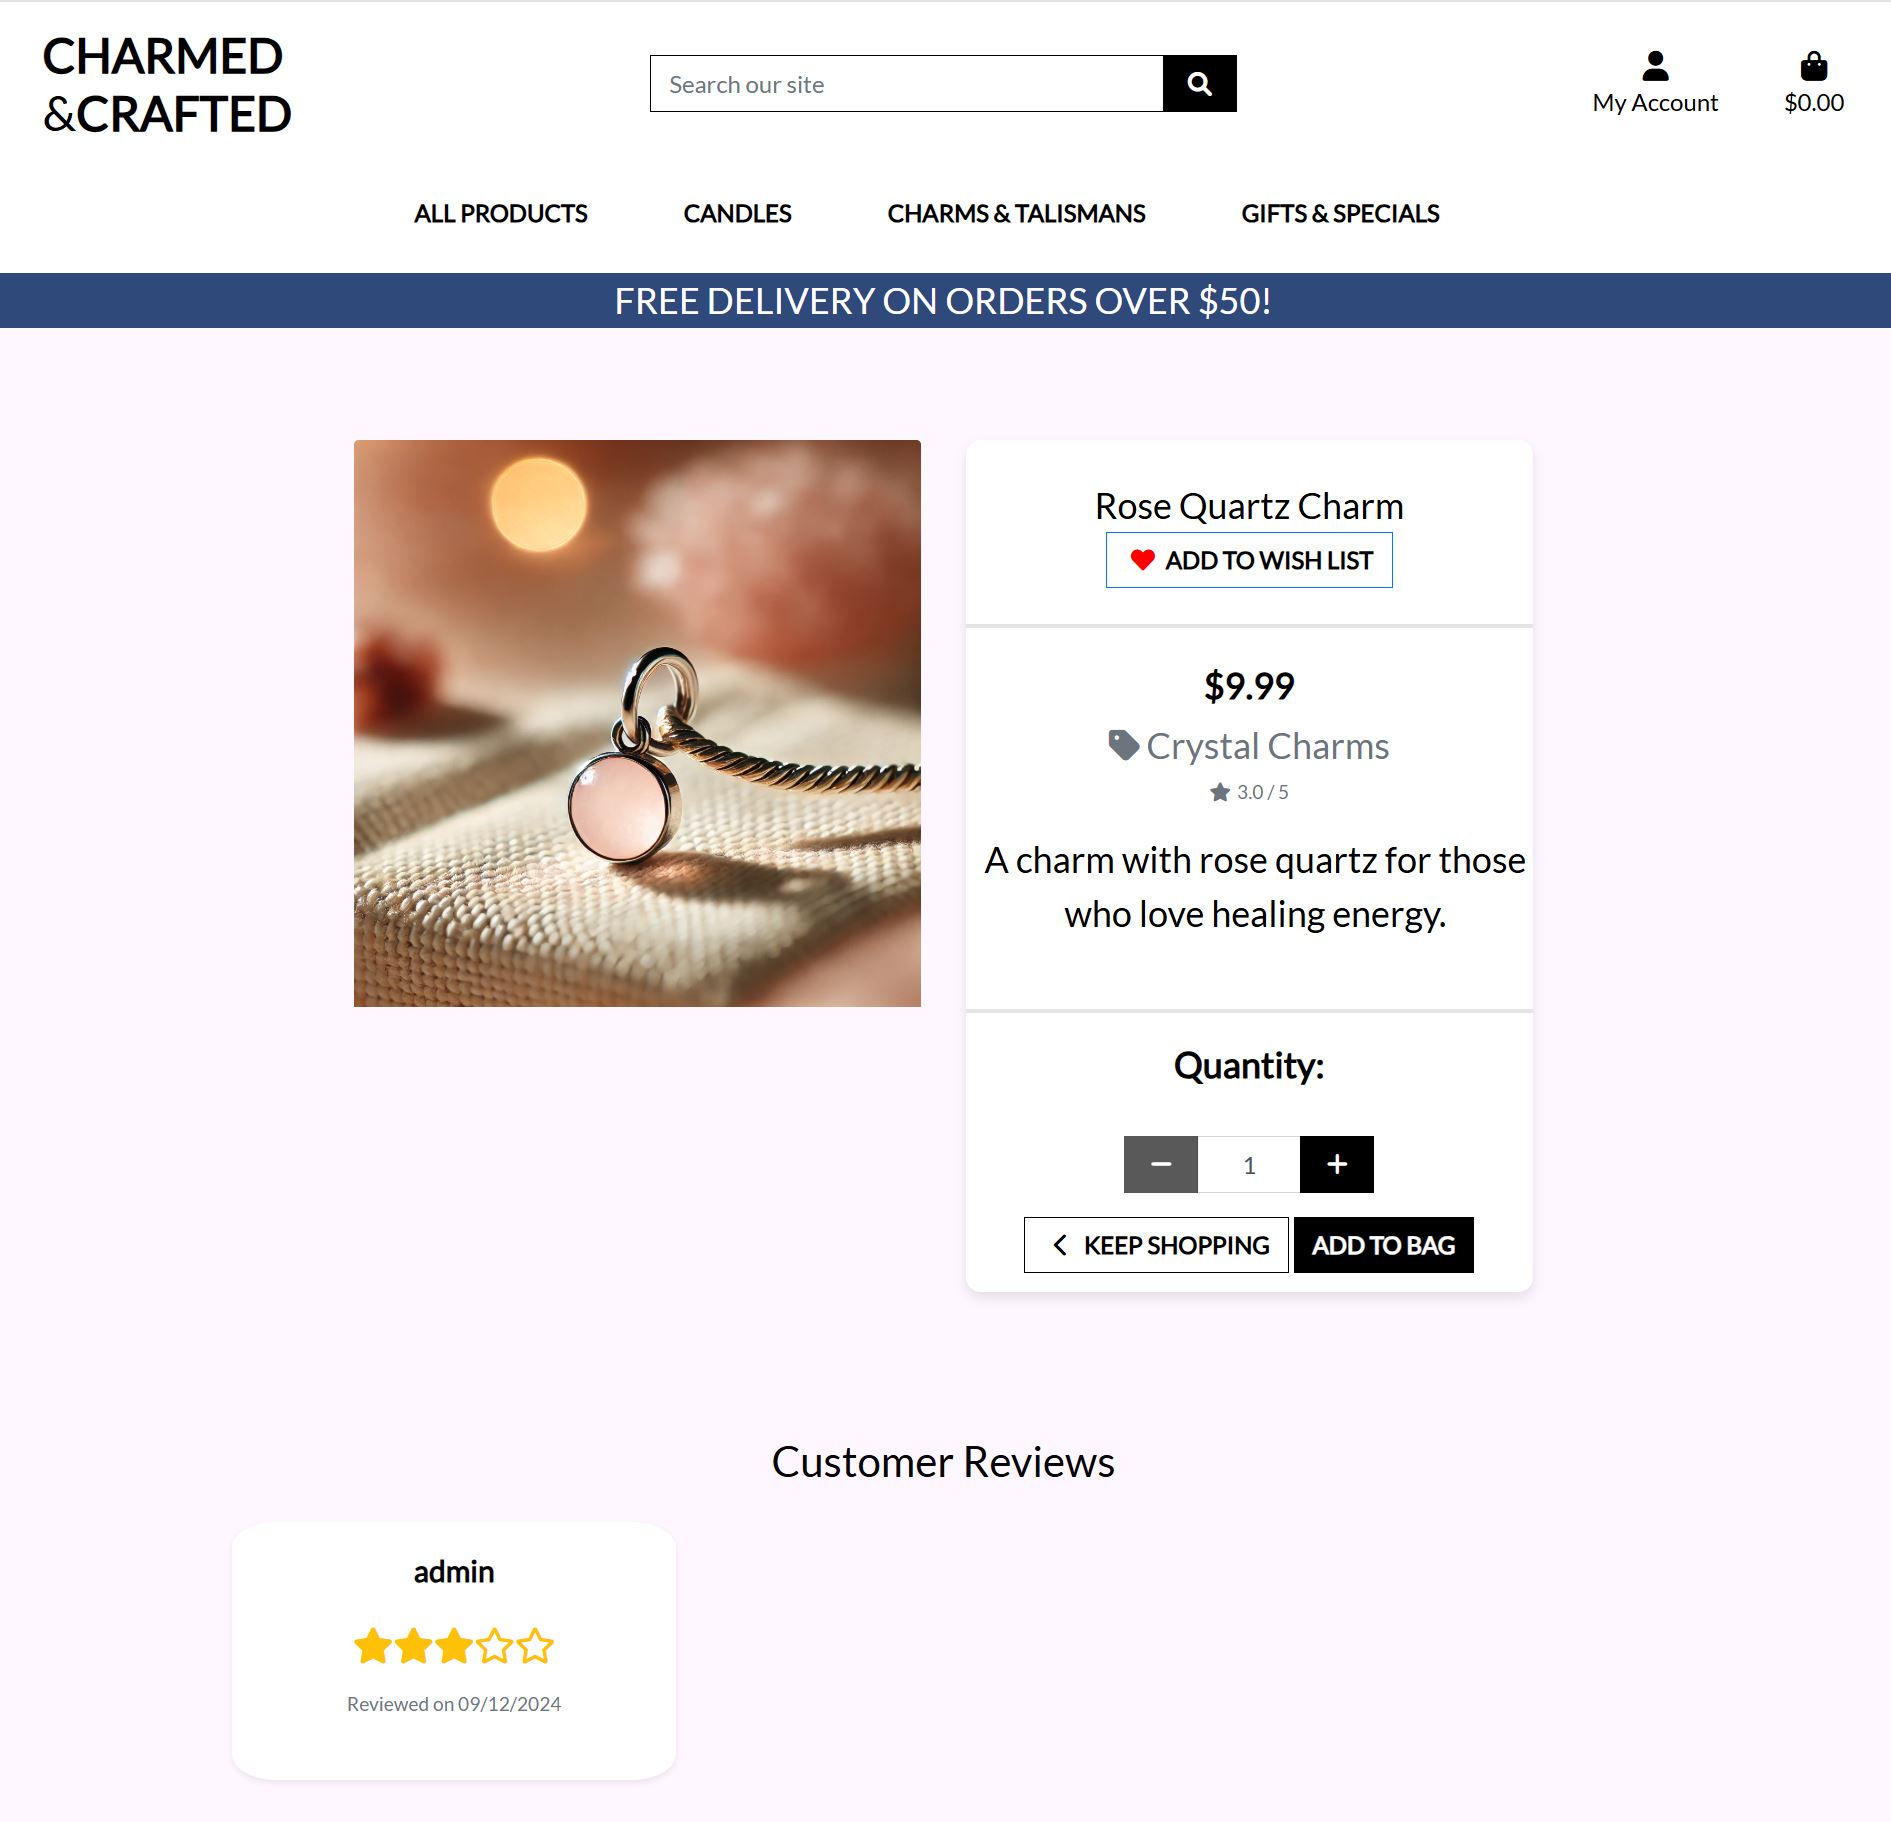 CHARMED
&CRAFTED
Search our site
My Account
$0.00
ALL PRODUCTS
CANDLES
CHARMS & TALISMANS
GIFTS & SPECIALS
FREE DELIVERY ON ORDERS OVER $50!
Rose Quartz Charm
ADD TO WISH LIST
$9.99
Crystal Charms
3.0 / 5
A charm with rose quartz for those
who love healing energy.
Quantity:
1
KEEP SHOPPING
ADD TO BAG
Customer Reviews
admin
Reviewed on 09/12/2024